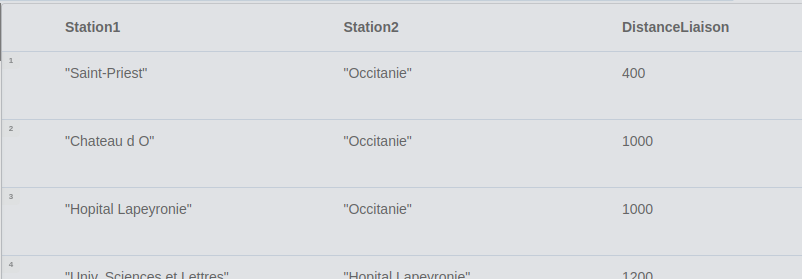 Station1 Station2 DistanceLiaison
1 "Saint-Priest" "Occitanie" 400
2 "Chateau d O" "Occitanie" 1000
3 "Hopital Lapeyronie" "Occitanie" 1000
4 "Univ. Sciences et Lettres" "Hopital Lapeyronie" 1200